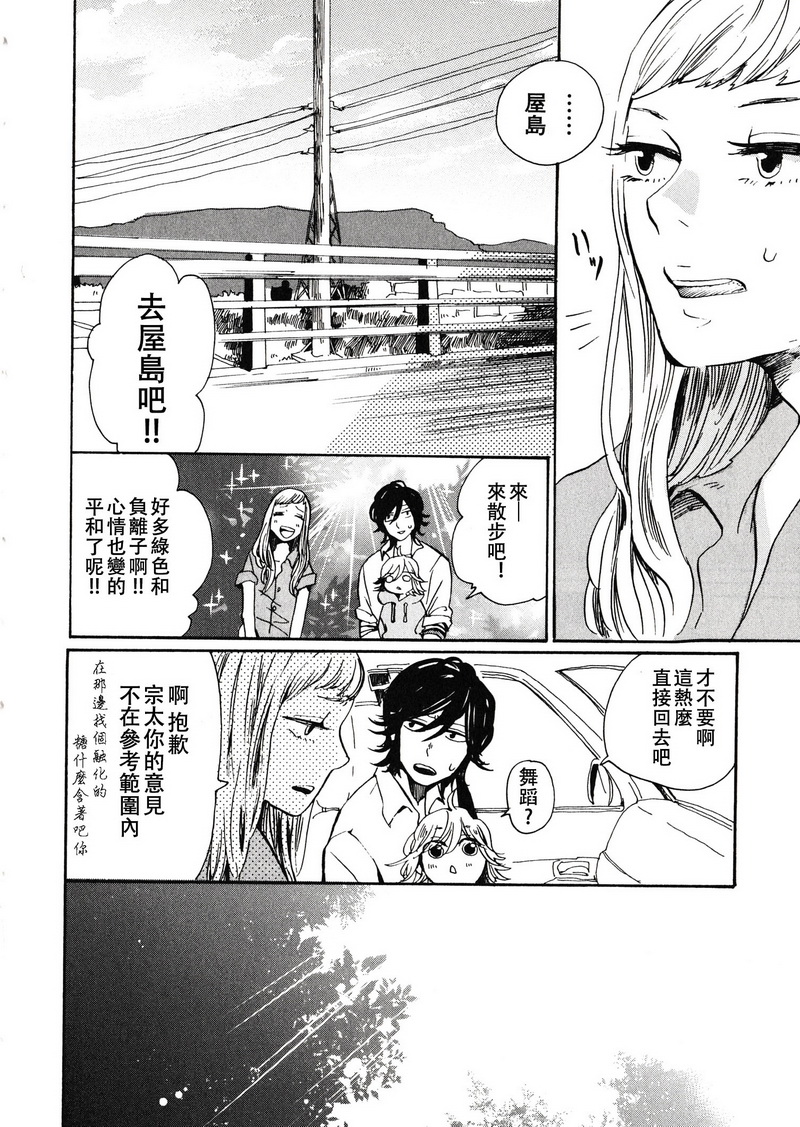 ……
屋島
去屋島吧!!
來—
來散步吧！
好多綠色和
負離子啊!!
心情也變的
平和了呢!!
才不要啊
這熱麼
直接回去吧
舞蹈？
啊抱歉
宗太你的意見
不在參考範圍內
在那邊找個融化的
糖什麼含著吧你